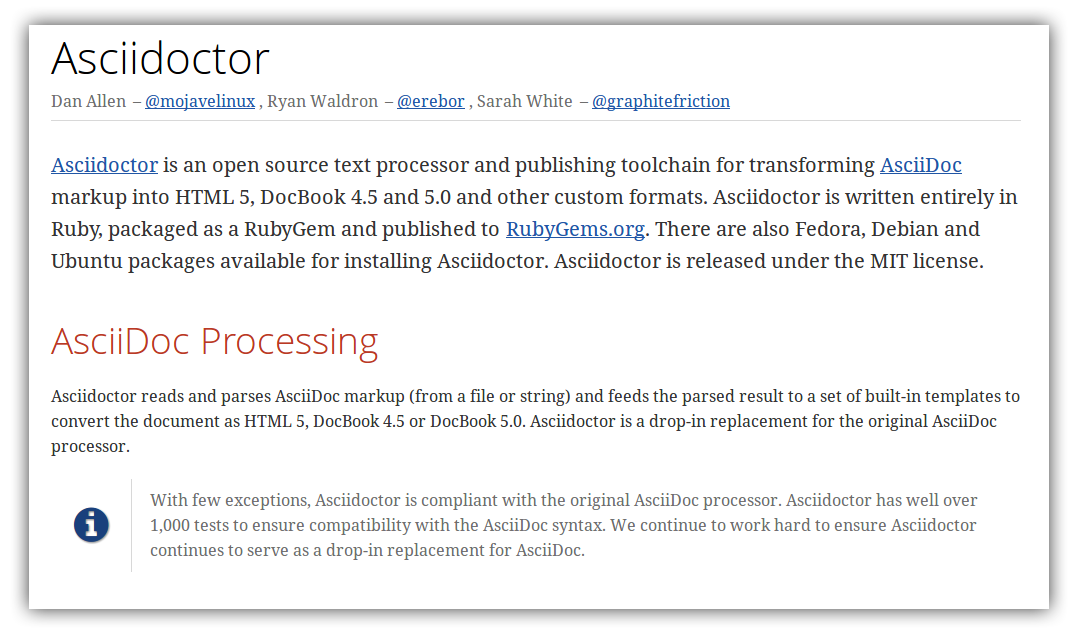 Asciidoctor
Dan Allen – @mojavelinux , Ryan Waldron – @erebor , Sarah White – @graphitefriction
Asciidoctor is an open source text processor and publishing toolchain for transforming AsciiDoc
markup into HTML 5, DocBook 4.5 and 5.0 and other custom formats. Asciidoctor is written entirely in
Ruby, packaged as a RubyGem and published to RubyGems.org. There are also Fedora, Debian and
Ubuntu packages available for installing Asciidoctor. Asciidoctor is released under the MIT license.
AsciiDoc Processing
Asciidoctor reads and parses AsciiDoc markup (from a file or string) and feeds the parsed result to a set of built-in templates to
convert the document as HTML 5, DocBook 4.5 or DocBook 5.0. Asciidoctor is a drop-in replacement for the original AsciiDoc
processor.
With few exceptions, Asciidoctor is compliant with the original AsciiDoc processor. Asciidoctor has well over
1,000 tests to ensure compatibility with the AsciiDoc syntax. We continue to work hard to ensure Asciidoctor
continues to serve as a drop-in replacement for AsciiDoc.